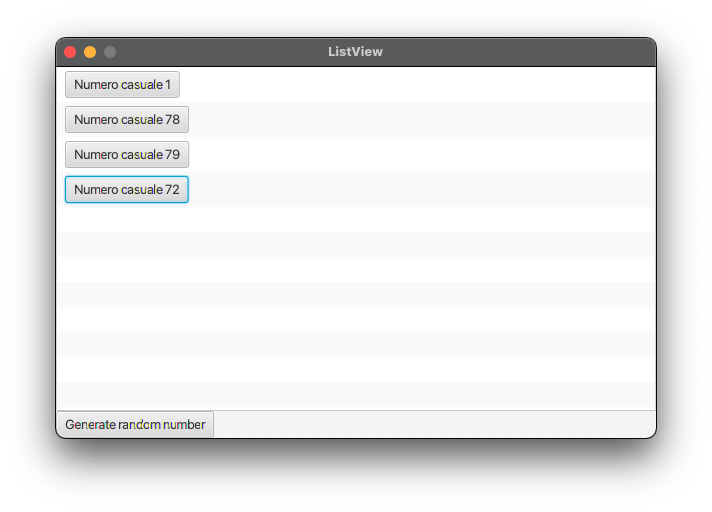 ListView
Numero casuale 1
Numero casuale 78
Numero casuale 79
Numero casuale 72
Generate random number